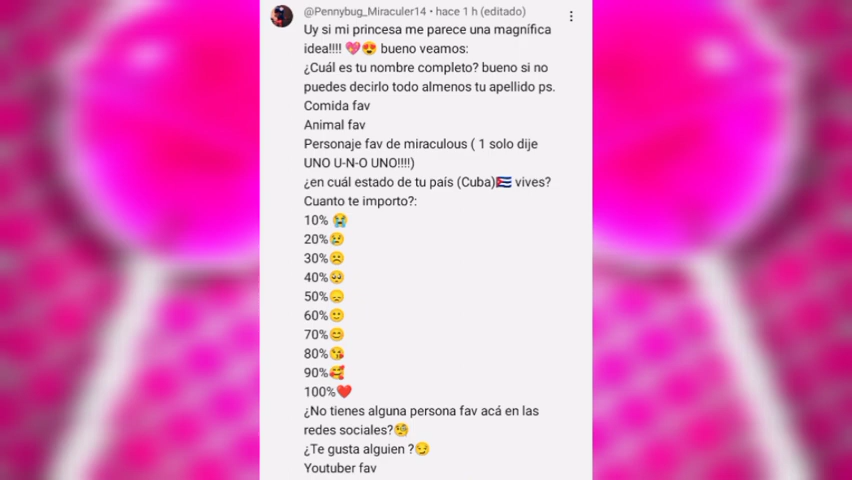 @Pennybug_Miraculer14 • hace 1 h (editado)
Uy si mi princesa me parece una magnífica
idea!!!! 💖😍 bueno veamos:
¿Cuál es tu nombre completo? bueno si no
puedes decirlo todo almenos tu apellido ps.
Comida fav
Animal fav
Personaje fav de miraculous ( 1 solo dije
UNO U-N-O UNO!!!!)
¿en cuál estado de tu país (Cuba)🇨🇺 vives?
Cuanto te importo?:
10% 😭
20%😢
30%☹️
40%🥺
50%😞
60%🙂
70%😊
80%😘
90%🥰
100%❤️
¿No tienes alguna persona fav acá en las
redes sociales?🧐
¿Te gusta alguien ?😏
Youtuber fav